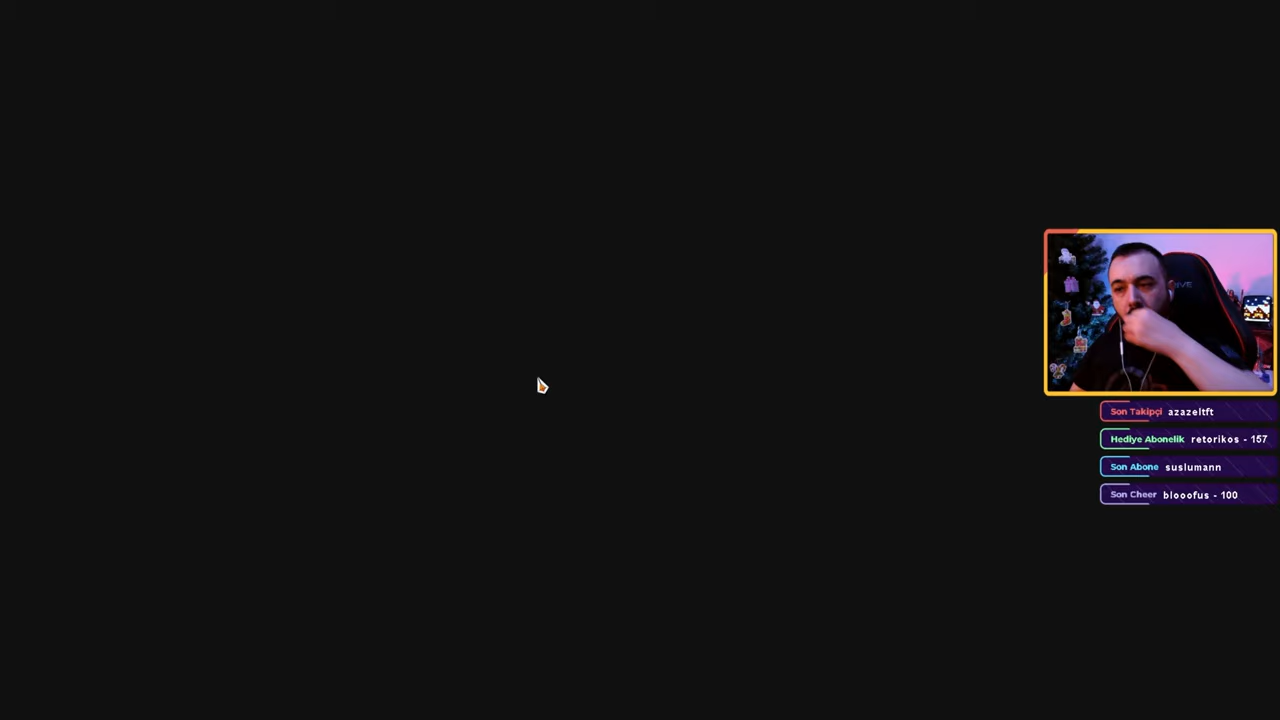 Son Takipçi azazeltft
Hediye Abonelik retorikos - 157
Son Abone suslumann
Son Cheer blooofus - 100